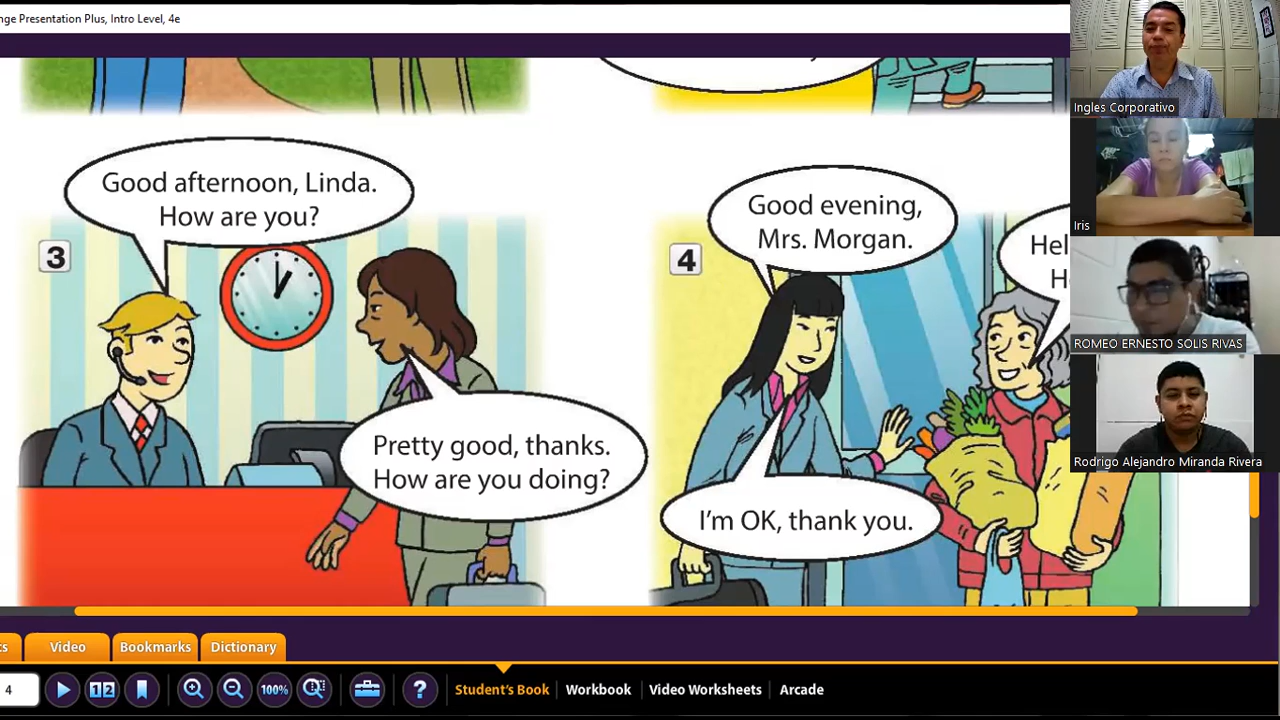 nge Presentation Plus, Intro Level, 4e
Good afternoon, Linda.
How are you?
3
Pretty good, thanks.
How are you doing?
Good evening,
Mrs. Morgan.
4
Hel
H
I'm OK, thank you.
Ingles Corporativo
Iris
ROMEO ERNESTO SOLIS RIVAS
Rodrigo Alejandro Miranda Rivera
Video
Bookmarks
Dictionary
4
12
100%
?
Student's Book
Workbook
Video Worksheets
Arcade